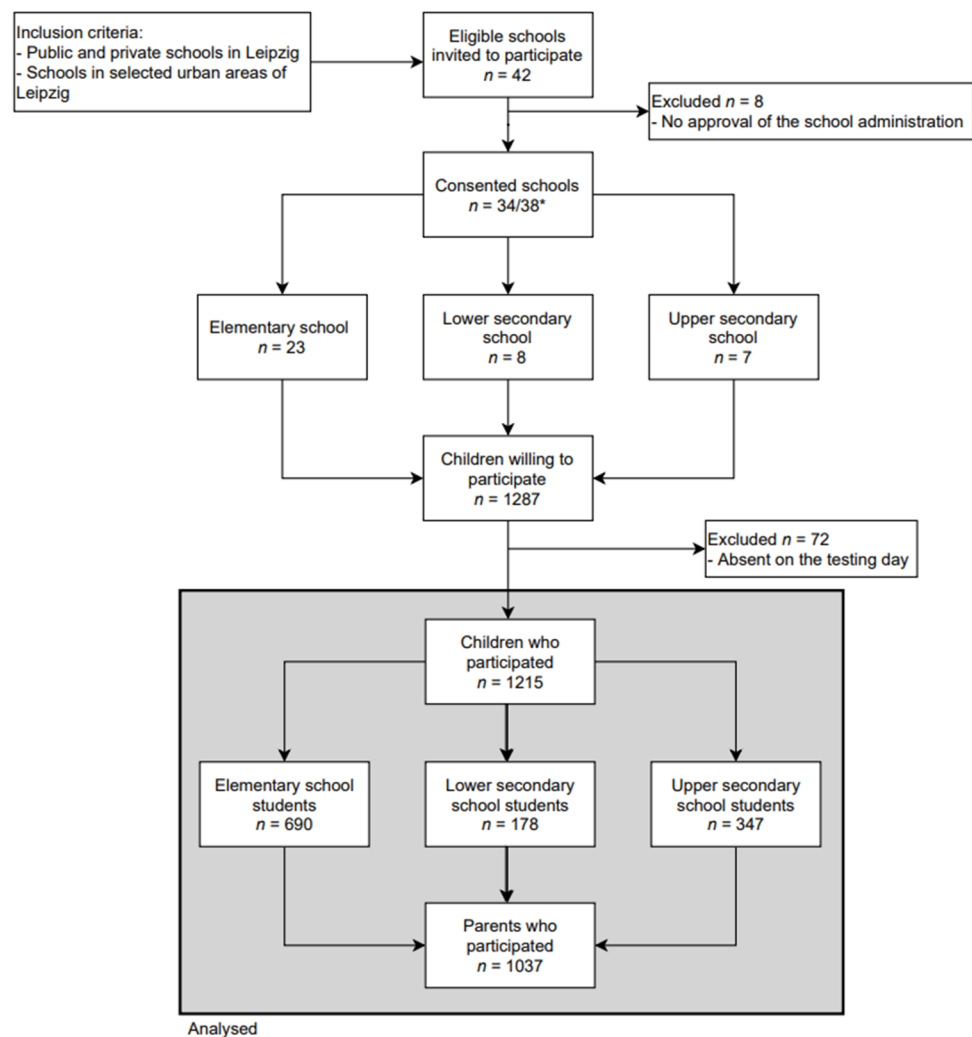 Inclusion criteria:
- Public and private schools in Leipzig
- Schools in selected urban areas of
Leipzig
Eligible schools
invited to participate
n = 42
Excluded n = 8
- No approval of the school administration
Consented schools
n = 34/38*
Elementary school
n = 23
Lower secondary
school
n = 8
Upper secondary
school
n = 7
Children willing to
participate
n = 1287
Excluded n = 72
- Absent on the testing day
Children who
participated
n = 1215
Elementary school
students
n = 690
Lower secondary
school students
n = 178
Upper secondary
school students
n = 347
Parents who
participated
n = 1037
Analysed